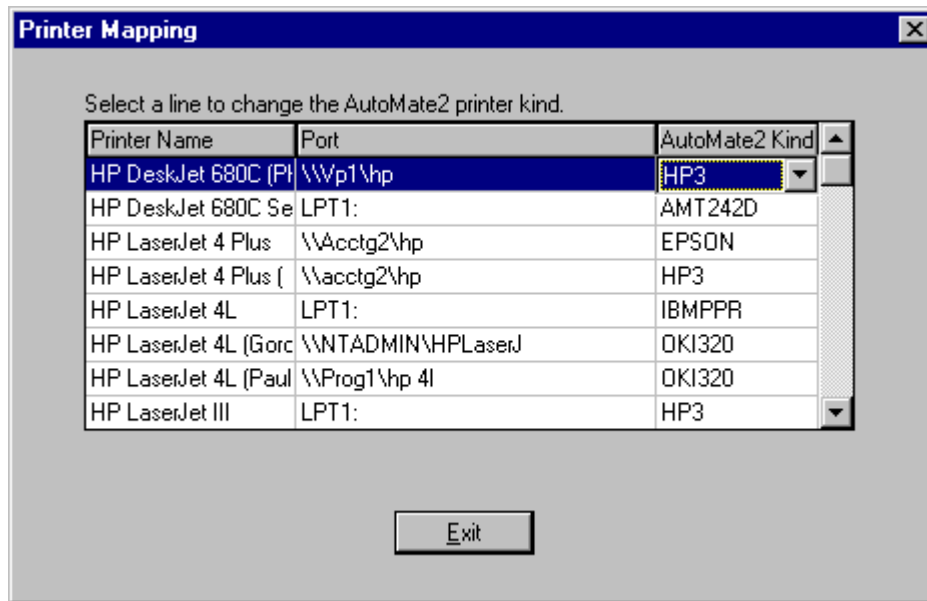 Printer Mapping
Select a line to change the AutoMate2 printer kind.
Printer Name Port AutoMate2 Kind
HP DeskJet 680C (Pl \\Vp1\hp HP3
HP DeskJet 680C Se LPT1: AMT242D
HP LaserJet 4 Plus \\Acctg2\hp EPSON
HP LaserJet 4 Plus ( \\acctg2\hp HP3
HP LaserJet 4L LPT1: IBMPPR
HP LaserJet 4L (Gorc \\NTADMIN\HPLaserJ OKI320
HP LaserJet 4L (Paul \\Prog1\hp 4l OKI320
HP LaserJet III LPT1: HP3
Exit